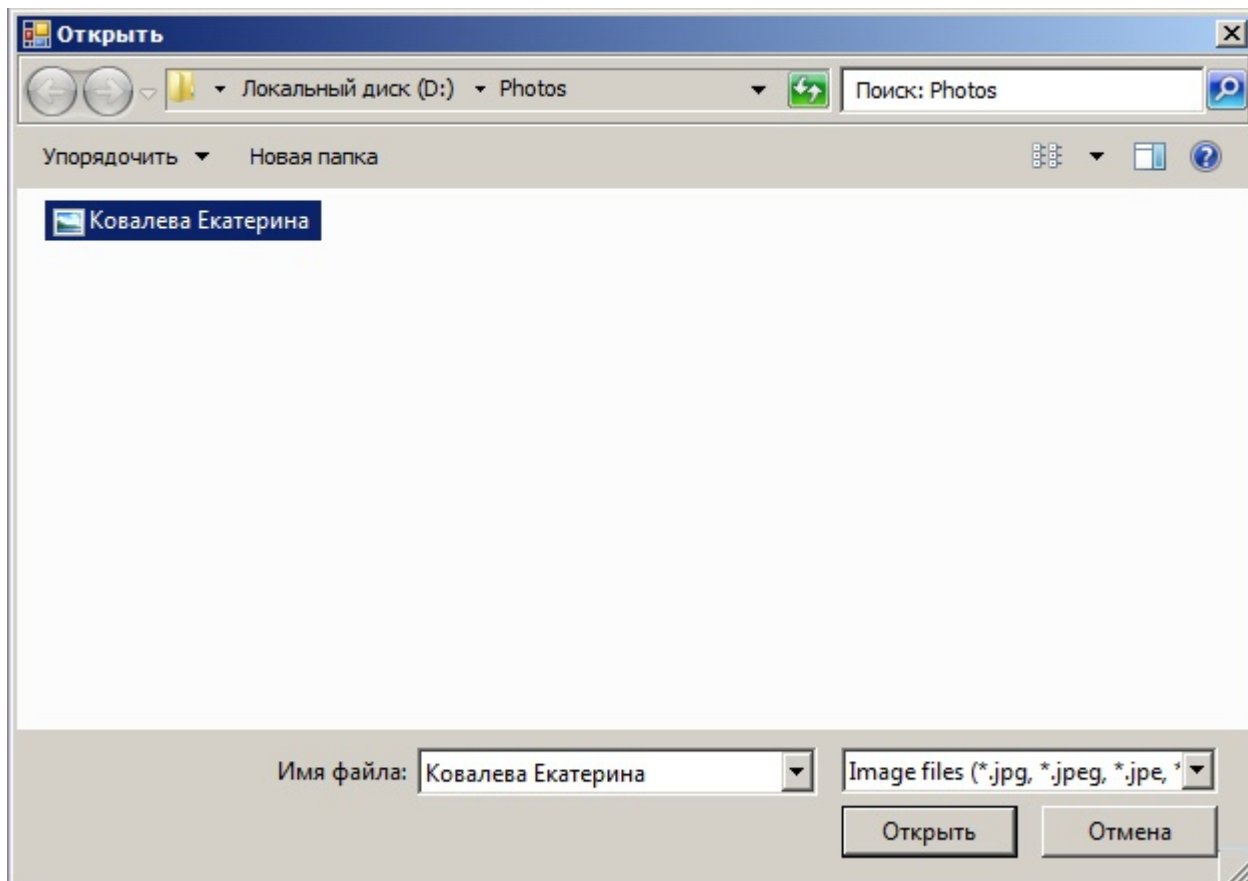 Открыть
Локальный диск (D:) Photos
Поиск: Photos
Упорядочить Новая папка
Ковалева Екатерина
Имя файла: Ковалева Екатерина
Image files (*.jpg, *.jpeg, *.jpe, *
Открыть Отмена